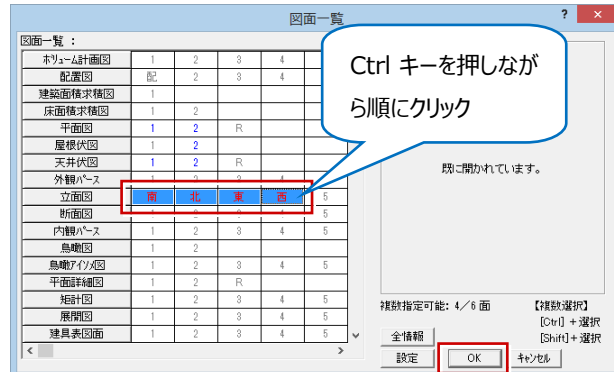 図面一覧 ? ×
図面一覧 :
ﾎﾞﾘｭｰﾑ計画図 1 2 3 4
配置図 配 2 3 4
建築面積求積図 1
床面積求積図 1 2
平面図 1 2 R
屋根伏図 1 2
天井伏図 1 2 R
外観ﾊﾟｰｽ 1 2 3 4
立面図 南 北 東 西 5
断面図 1 2 3 4 5
内観ﾊﾟｰｽ 1 2 3 4 5
鳥瞰図 1 2
鳥瞰ｱｲｿﾒ図 1 2 3 4 5
平面詳細図 1 2 R
矩計図 1 2 3 4 5
展開図 1 2 3 4 5
建具表図面 1 2 3 4 5
Ctrl キーを押しなが
ら順にクリック
既に開かれています。
複数指定可能: 4／6 面 【複数選択】
[Ctrl] + 選択
全情報 [Shift] + 選択
設定 OK ｷｬﾝｾﾙ